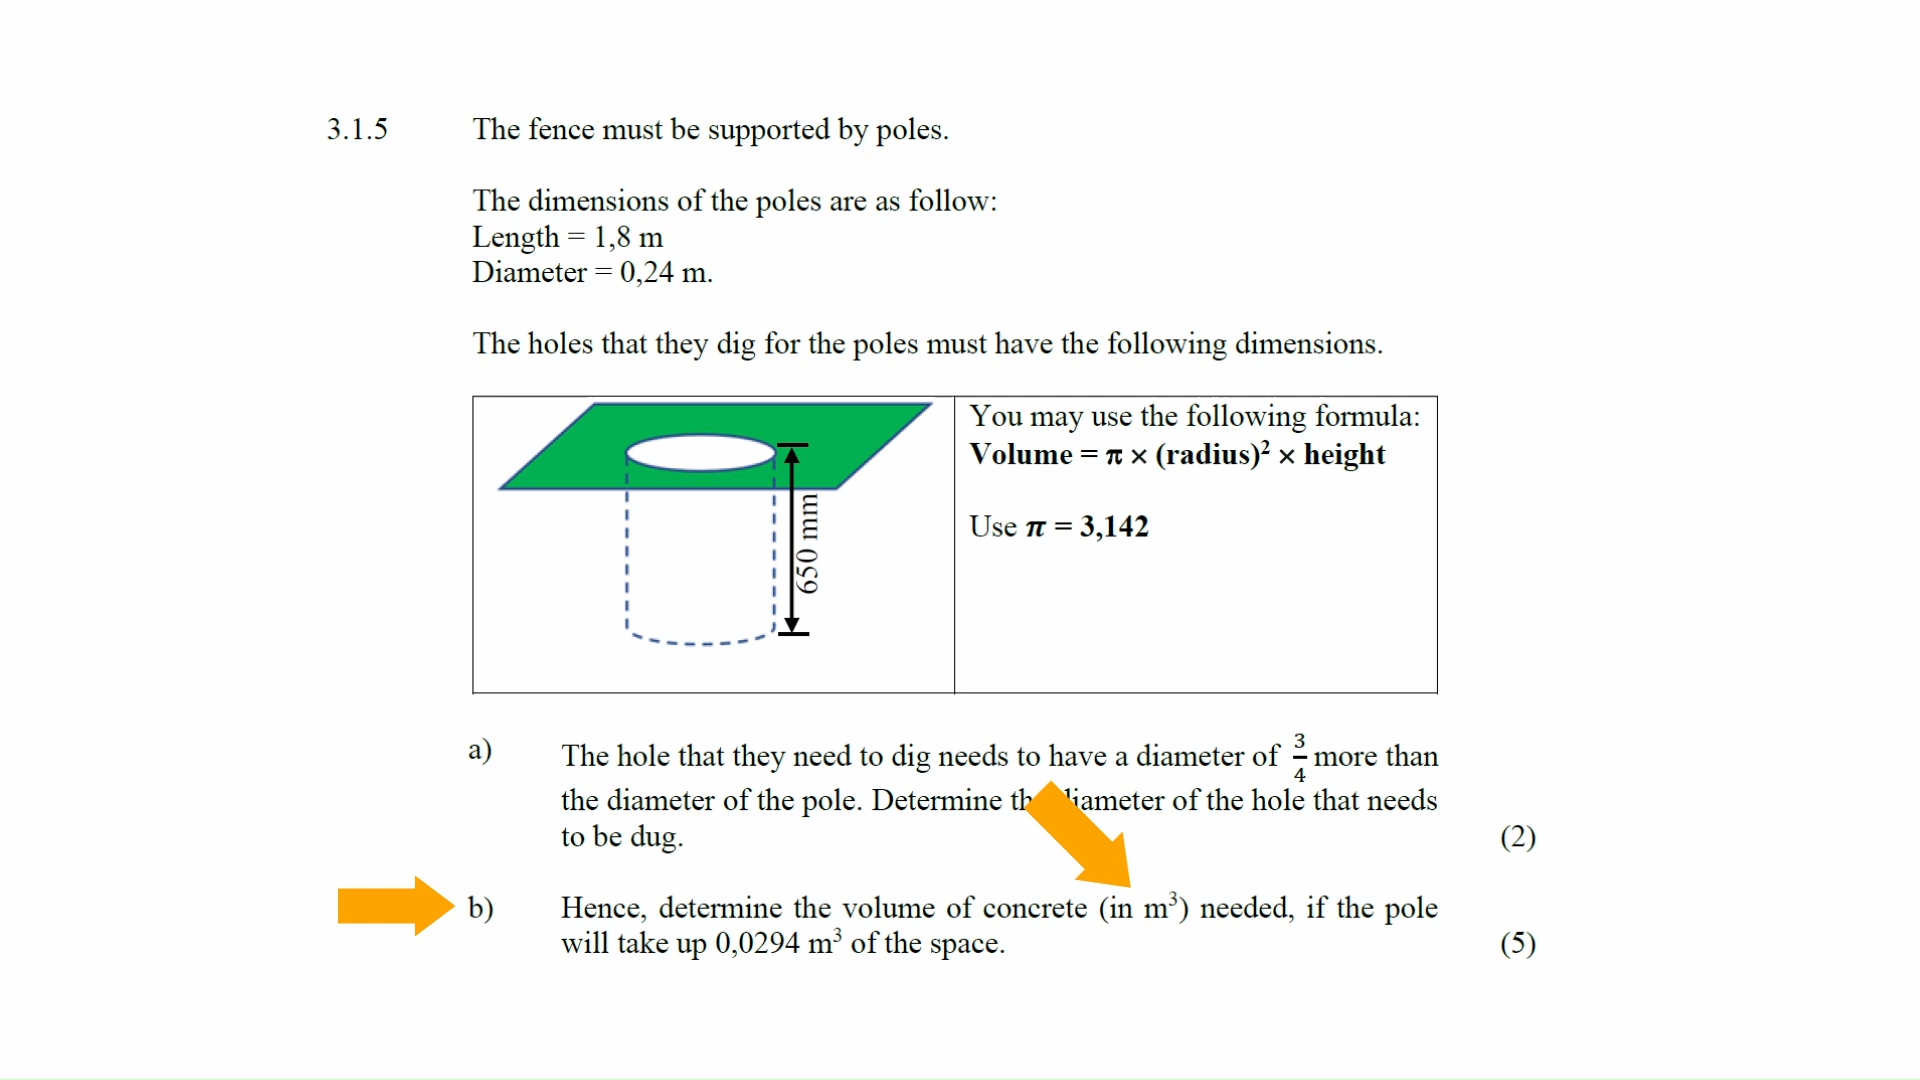 3.1.5 The fence must be supported by poles.
The dimensions of the poles are as follow:
Length = 1,8 m
Diameter = 0,24 m.
The holes that they dig for the poles must have the following dimensions.
650 mm
You may use the following formula:
Volume = π × (radius)² × height
Use π = 3,142
a) The hole that they need to dig needs to have a diameter of 3/4 more than
the diameter of the pole. Determine diameter of the hole that needs
to be dug. (2)
b) Hence, determine the volume of concrete (in m³) needed, if the pole
will take up 0,0294 m³ of the space. (5)